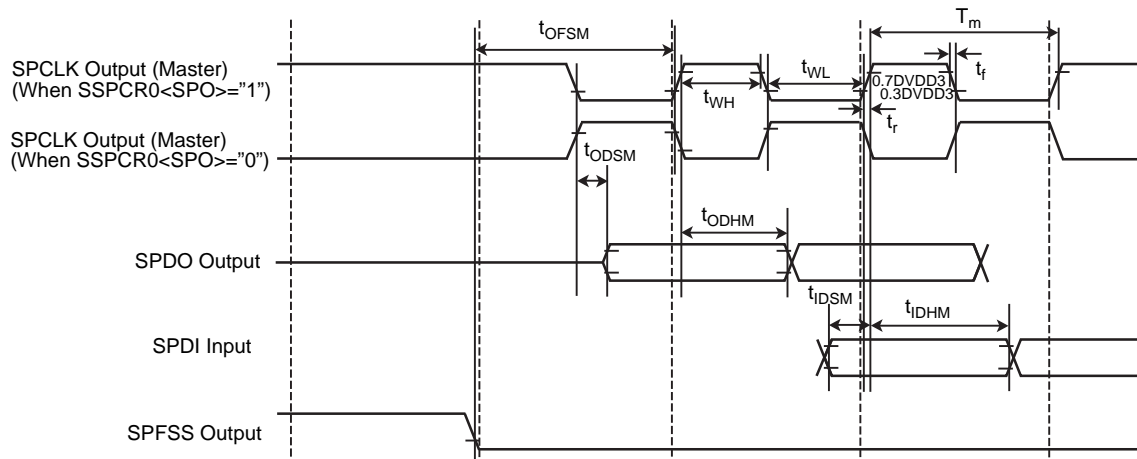 tOFSM
Tm
SPCLK Output (Master)
(When SSPCR0<SPO>="1")
tWH
tWL
0.7DVDD3
0.3DVDD3
tf
tr
SPCLK Output (Master)
(When SSPCR0<SPO>="0")
tODSM
tODHM
SPDO Output
tIDSM
tIDHM
SPDI Input
SPFSS Output